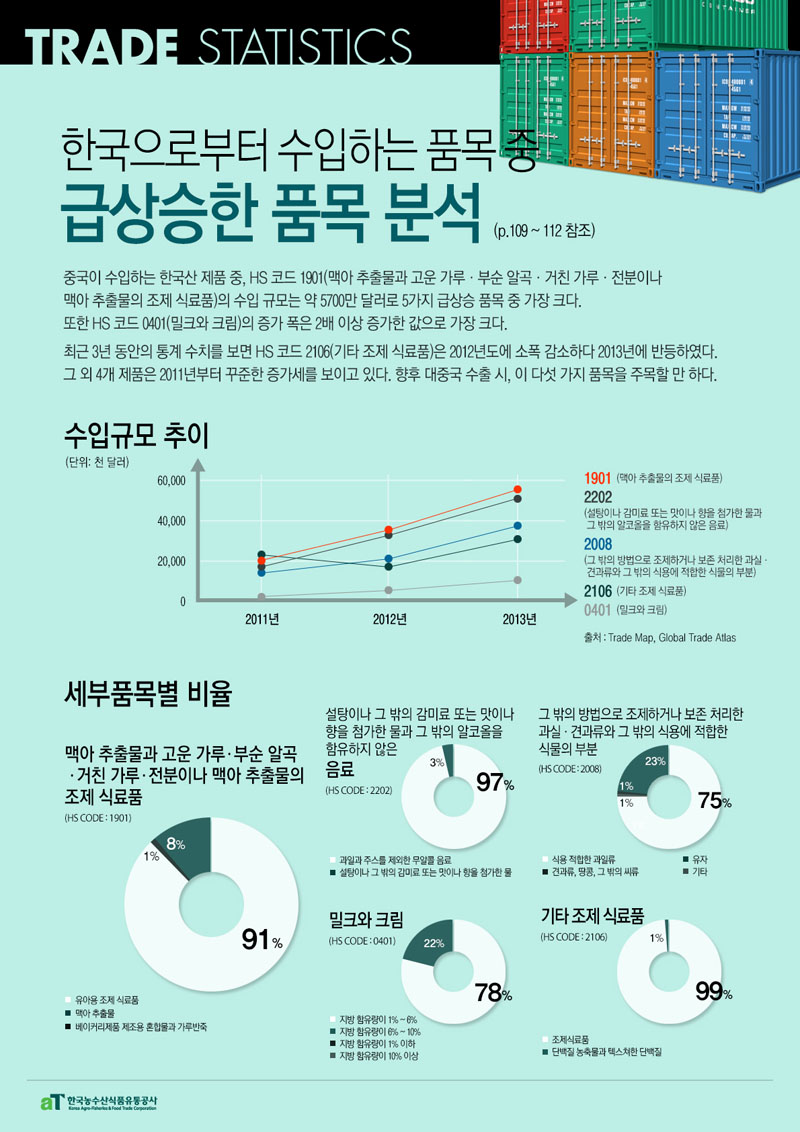 TRADE STATISTICS
CONTAINER
한국으로부터 수입하는 품목 중
급상승한 품목 분석 (p.109 ~ 112 참조)
중국이 수입하는 한국산 제품 중, HS 코드 1901(맥아 추출물과 고운 가루 · 부순 알곡 · 거친 가루 · 전분이나
맥아 추출물의 조제 식료품)의 수입 규모는 약 5700만 달러로 5가지 급상승 품목 중 가장 크다.
또한 HS 코드 0401(밀크와 크림)의 증가 폭은 2배 이상 증가한 값으로 가장 크다.
최근 3년 동안의 통계 수치를 보면 HS 코드 2106(기타 조제 식료품)은 2012년도에 소폭 감소하다 2013년에 반등하였다.
그 외 4개 제품은 2011년부터 꾸준한 증가세를 보이고 있다. 향후 대중국 수출 시, 이 다섯 가지 품목을 주목할 만 하다.
수입규모 추이
(단위: 천 달러)
60,000
40,000
20,000
0
2011년
2012년
2013년
1901 (맥아 추출물의 조제 식료품)
2202
(설탕이나 감미료 또는 맛이나 향을 첨가한 물과
그 밖의 알코올을 함유하지 않은 음료)
2008
(그 밖의 방법으로 조제하거나 보존 처리한 과실 ·
견과류와 그 밖의 식용에 적합한 식물의 부분)
2106 (기타 조제 식료품)
0401 (밀크와 크림)
출처 : Trade Map, Global Trade Atlas
세부품목별 비율
맥아 추출물과 고운 가루 · 부순 알곡
· 거친 가루 · 전분이나 맥아 추출물의
조제 식료품
(HS CODE : 1901)
8%
1%
91%
유아용 조제 식료품
맥아 추출물
베이커리제품 제조용 혼합물과 가루반죽
설탕이나 그 밖의 감미료 또는 맛이나
향을 첨가한 물과 그 밖의 알코올을
함유하지 않은
음료
(HS CODE : 2202)
3%
97%
과일과 주스를 제외한 무알콜 음료
설탕이나 그 밖의 감미료 또는 맛이나 향을 첨가한 물
그 밖의 방법으로 조제하거나 보존 처리한
과실 · 견과류와 그 밖의 식용에 적합한
식물의 부분
(HS CODE : 2008)
23%
1%
1%
75%
식용 적합한 과일류
유자
견과류, 땅콩, 그 밖의 씨류
기타
밀크와 크림
(HS CODE : 0401)
22%
78%
지방 함유량이 1% ~ 6%
지방 함유량이 6% ~ 10%
지방 함유량이 1% 이하
지방 함유량이 10% 이상
기타 조제 식료품
(HS CODE : 2106)
1%
99%
조제식료품
단백질 농축물과 텍스쳐한 단백질
aT 한국농수산식품유통공사
Korea Agro-Fisheries & Food Trade Corporation